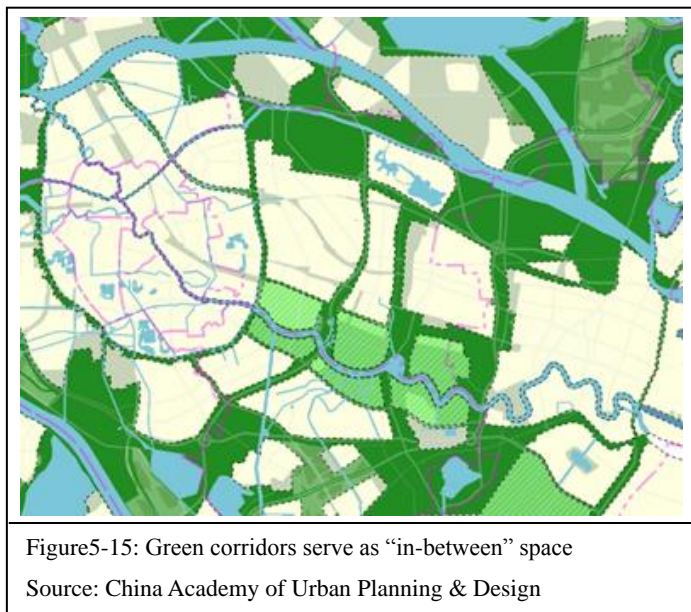 Figure5-15: Green corridors serve as “in-between” space
Source: China Academy of Urban Planning & Design